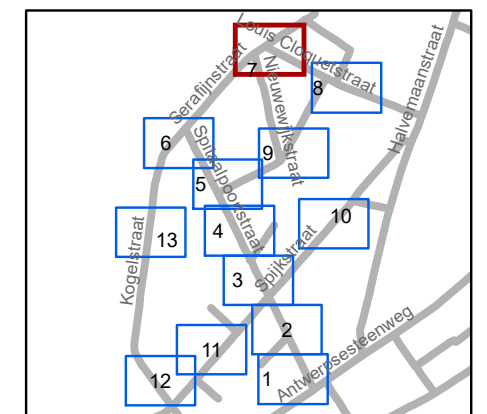 Louis Cloquetstraat
Serafijnstraat
7
Nieuwewijkstraat
8
Halvemaanstraat
6
Spitaalpoortstraat
9
5
10
4
13
Kogelstraat
Spijkstraat
3
2
11
Antwerpsesteenweg
12
1